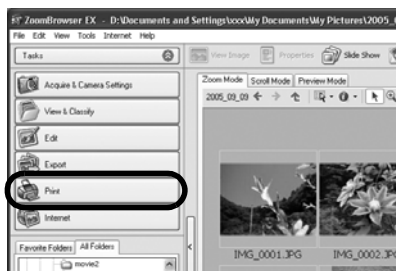 ZoomBrowser EX - D:\Documents and Settings\xxx\My Documents\My Pictures\2005_
File Edit View Tools Internet Help
Tasks
View Image Properties Slide Show
Zoom Mode Scroll Mode Preview Mode
2005_09_09
Acquire & Camera Settings
View & Classify
Edit
Export
Print
Internet
IMG_0001.JPG IMG_0002.JP
Favorite Folders All Folders
movie2